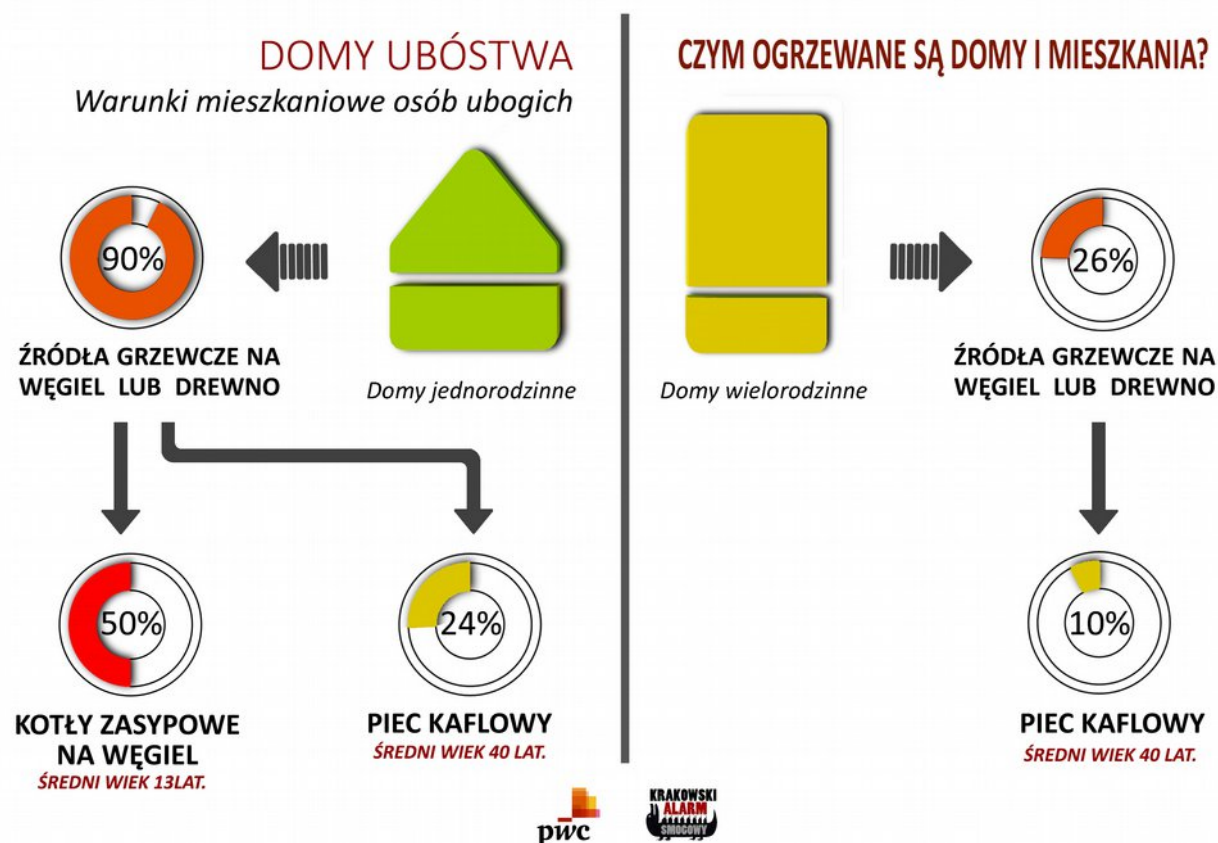 DOMY UBÓSTWA
Warunki mieszkaniowe osób ubogich
90%
ŹRÓDŁA GRZEWCZE NA
WĘGIEL LUB DREWNO
Domy jednorodzinne
50%
KOTŁY ZASYPOWE
NA WĘGIEL
ŚREDNI WIEK 13LAT.
24%
PIEC KAFLOWY
ŚREDNI WIEK 40 LAT.
CZYM OGRZEWANE SĄ DOMY I MIESZKANIA?
Domy wielorodzinne
26%
ŹRÓDŁA GRZEWCZE NA
WĘGIEL LUB DREWNO
10%
PIEC KAFLOWY
ŚREDNI WIEK 40 LAT.
pwc
KRAKOWSKI
ALARM
SMOGOWY